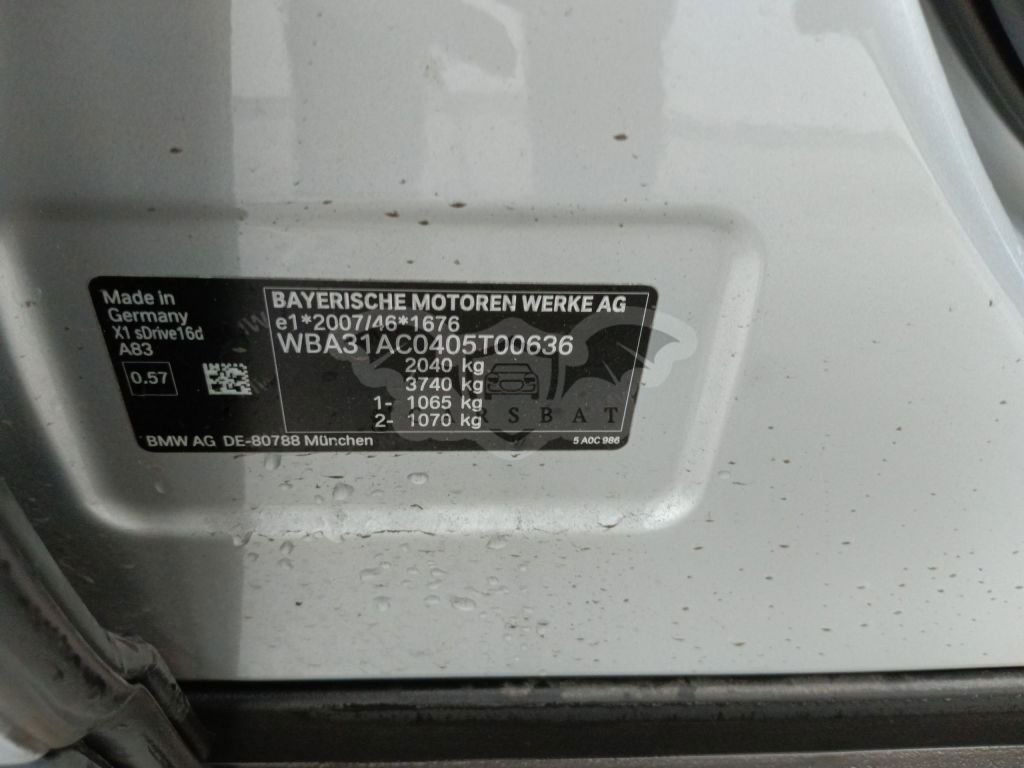 Made in
Germany
X1 sDrive16d
A83
0.57
BAYERISCHE MOTOREN WERKE AG
e1*2007/46*1676
WBA31AC0405T00636
2040 kg
3740 kg
1- 1065 kg
2- 1070 kg
BMW AG DE-80788 München
5 A0C 986